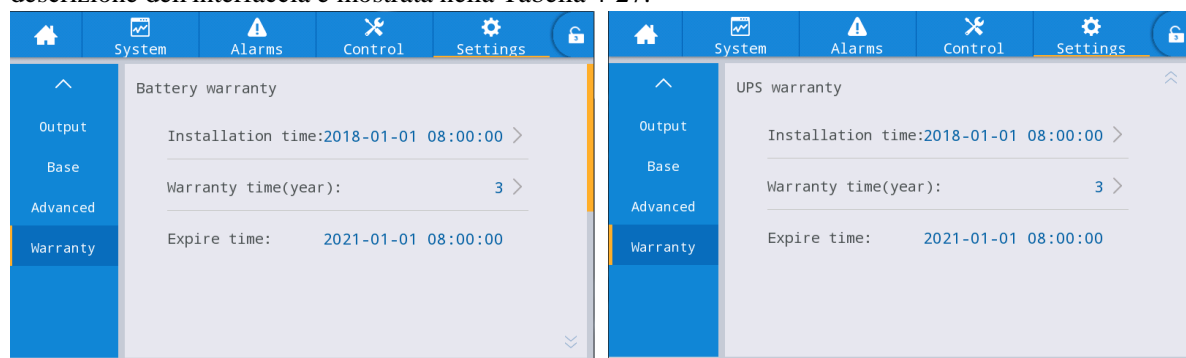 descrizione dell'interfaccia è mostrata nella Tabella 4-27.
System Alarms Control Settings
Output
Base
Advanced
Warranty
Battery warranty
Installation time:2018-01-01 08:00:00
Warranty time(year): 3
Expire time: 2021-01-01 08:00:00
System Alarms Control Settings
Output
Base
Advanced
Warranty
UPS warranty
Installation time:2018-01-01 08:00:00
Warranty time(year): 3
Expire time: 2021-01-01 08:00:00